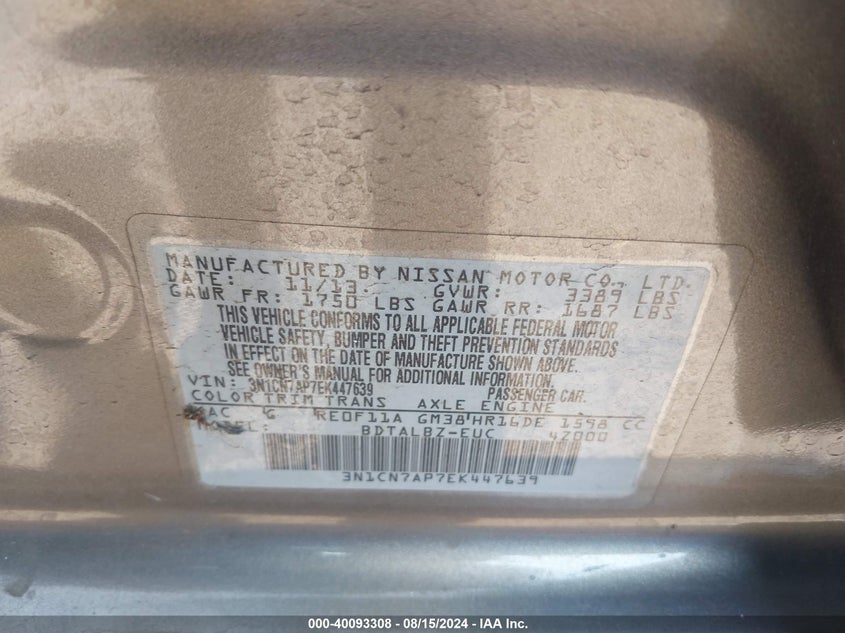 MANUFACTURED BY NISSAN MOTOR CO., LTD.
DATE: 11/13 GVWR: 3389 LBS
GAWR FR: 1750 LBS GAWR RR: 1687 LBS
THIS VEHICLE CONFORMS TO ALL APPLICABLE FEDERAL MOTOR
VEHICLE SAFETY, BUMPER AND THEFT PREVENTION STANDARDS
IN EFFECT ON THE DATE OF MANUFACTURE SHOWN ABOVE.
SEE OWNER'S MANUAL FOR ADDITIONAL INFORMATION.
VIN: 3N1CN7AP7EK447639 PASSENGER CAR
COLOR TRIM TRANS AXLE ENGINE
G RE0F11A GM38 HR16DE 1598 CC
BDTALBZ-EUC 42000
3N1CN7AP7EK447639
000-40093308 - 08/15/2024 - IAA Inc.